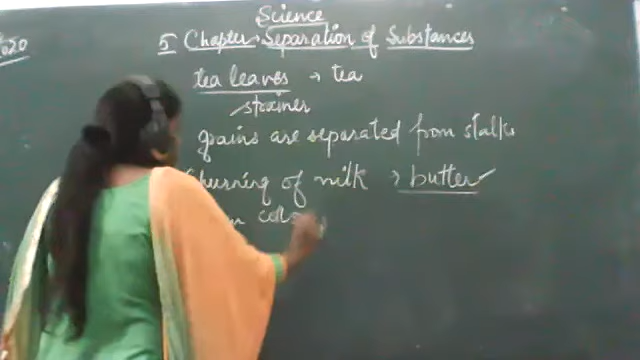 Science
2020
5 Chapter → Separation of Substances
tea leaves → tea
strainer
grains are separated from stalks
Churning of milk → butter ✓